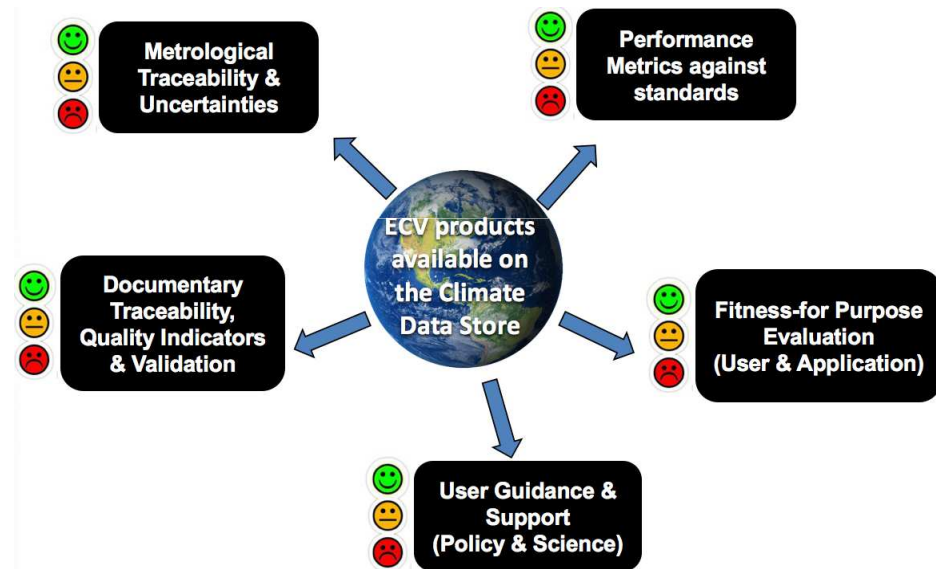 Metrological
Traceability &
Uncertainties
Performance
Metrics against
standards
ECV products
available on
the Climate
Data Store
Documentary
Traceability,
Quality Indicators
& Validation
Fitness-for Purpose
Evaluation
(User & Application)
User Guidance &
Support
(Policy & Science)